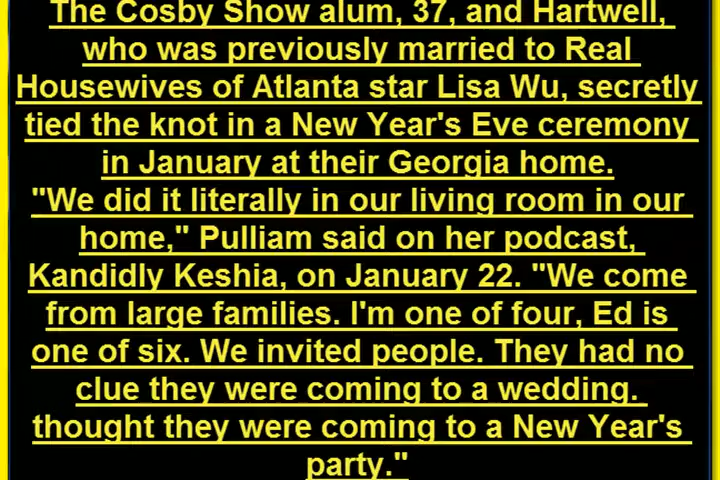 The Cosby Show alum, 37, and Hartwell,
who was previously married to Real
Housewives of Atlanta star Lisa Wu, secretly
tied the knot in a New Year's Eve ceremony
in January at their Georgia home.
"We did it literally in our living room in our
home," Pulliam said on her podcast,
Kandidly Keshia, on January 22. "We come
from large families. I'm one of four, Ed is
one of six. We invited people. They had no
clue they were coming to a wedding.
thought they were coming to a New Year's
party."